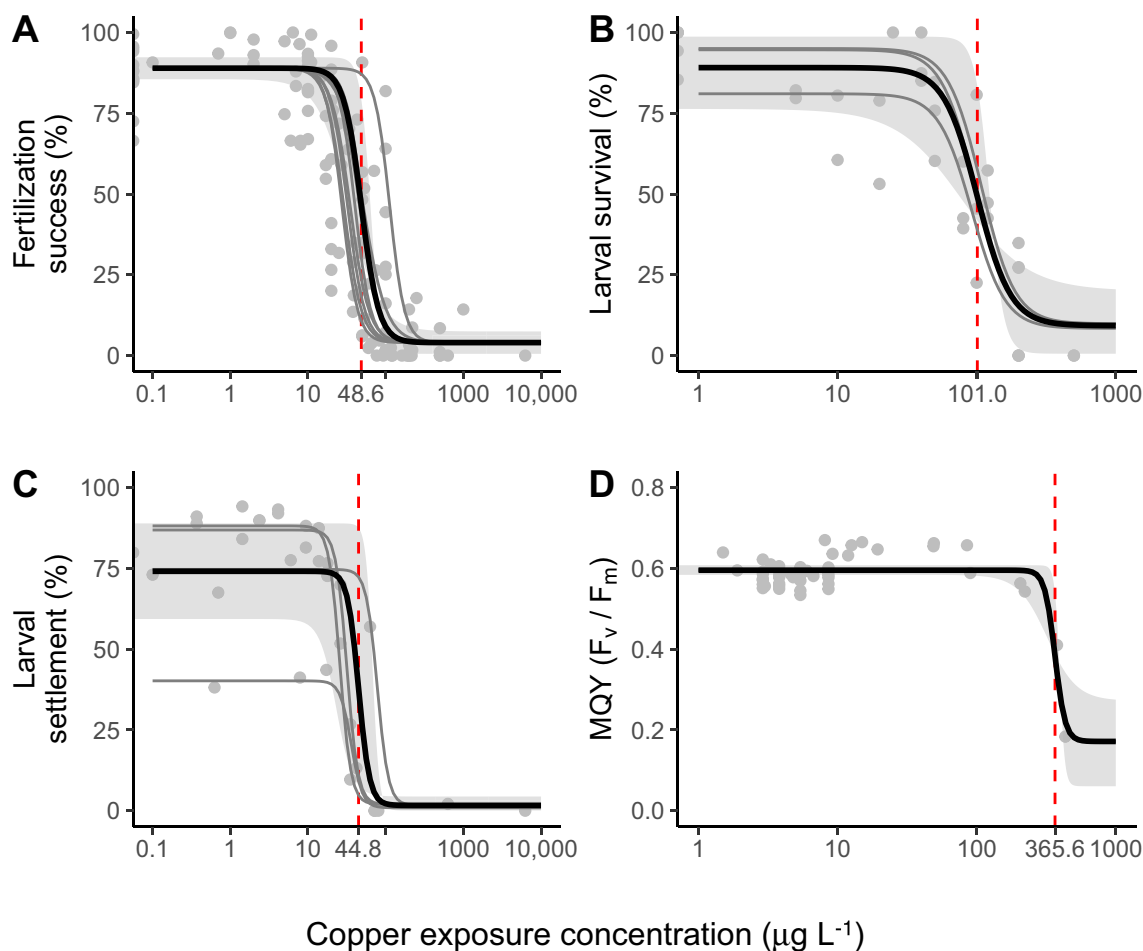 A
Fertilization
success (%)
100
75
50
25
0
0.1 1 10 48.6 1000 10,000
B
Larval survival (%)
100
75
50
25
0
1 10 101.0 1000
C
Larval
settlement (%)
100
75
50
25
0
0.1 1 10 44.8 1000 10,000
D
MQY (Fv / Fm)
0.8
0.6
0.4
0.2
0.0
1 10 100 365.6 1000
Copper exposure concentration (μg L-1)